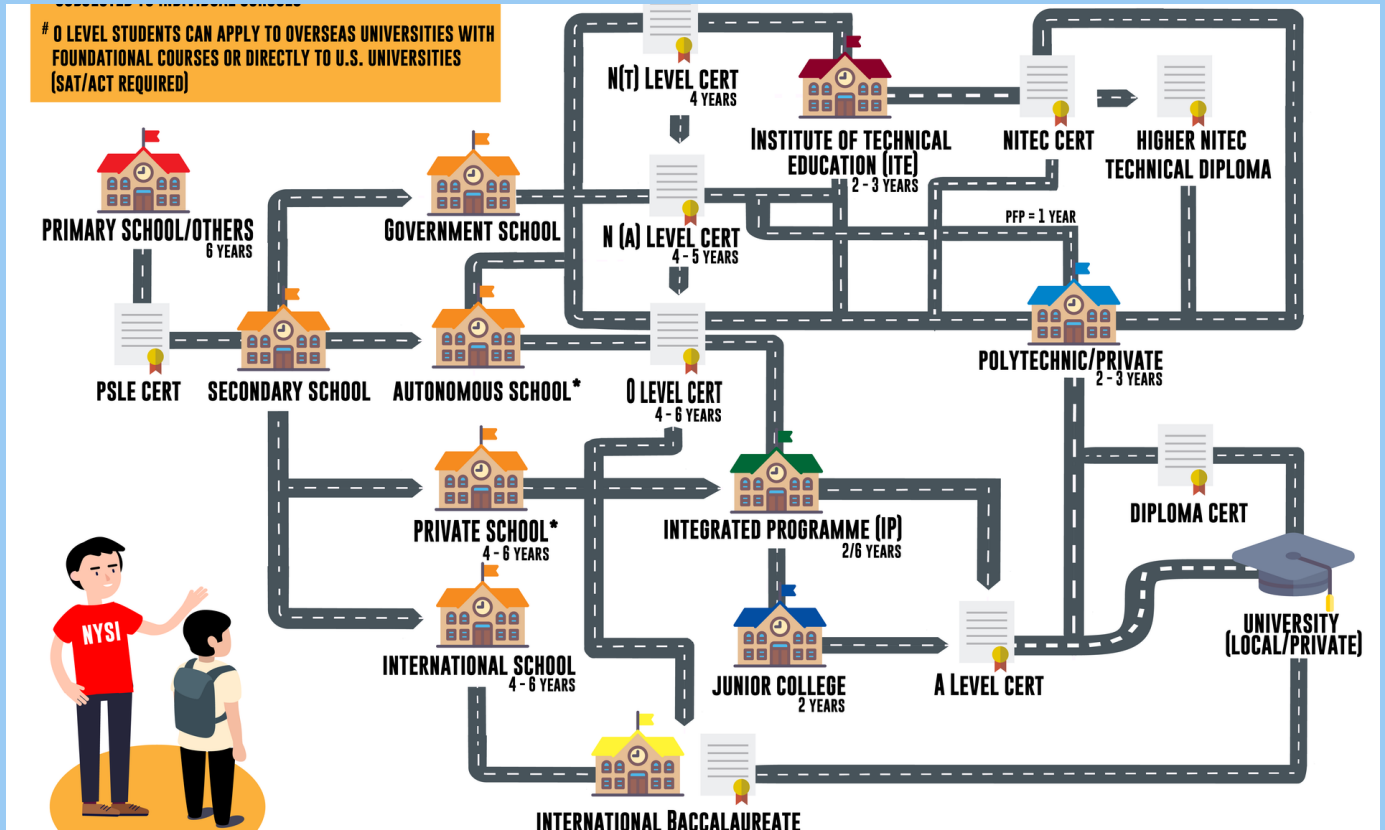 SUBJECTED TO INDIVIDUAL SCHOOLS
# O LEVEL STUDENTS CAN APPLY TO OVERSEAS UNIVERSITIES WITH
FOUNDATIONAL COURSES OR DIRECTLY TO U.S. UNIVERSITIES
(SAT/ACT REQUIRED)
N(T) LEVEL CERT
4 YEARS
INSTITUTE OF TECHNICAL
EDUCATION (ITE)
2 - 3 YEARS
NITEC CERT
HIGHER NITEC
TECHNICAL DIPLOMA
PRIMARY SCHOOL/OTHERS
6 YEARS
GOVERNMENT SCHOOL
N (A) LEVEL CERT
4 - 5 YEARS
PFP = 1 YEAR
PSLE CERT
SECONDARY SCHOOL
AUTONOMOUS SCHOOL*
O LEVEL CERT
4 - 6 YEARS
POLYTECHNIC/PRIVATE
2 - 3 YEARS
PRIVATE SCHOOL*
4 - 6 YEARS
INTEGRATED PROGRAMME (IP)
2/6 YEARS
DIPLOMA CERT
INTERNATIONAL SCHOOL
4 - 6 YEARS
JUNIOR COLLEGE
2 YEARS
A LEVEL CERT
UNIVERSITY
(LOCAL/PRIVATE)
NYSI
INTERNATIONAL BACCALAUREATE